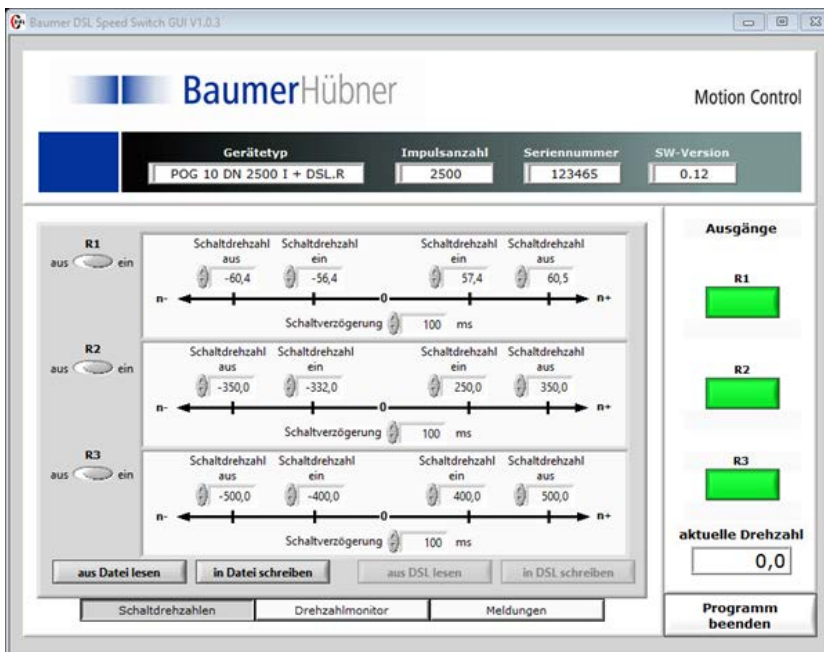 Baumer DSL Speed Switch GUI V1.0.3
BaumerHübner
Motion Control
Gerätetyp Impulsanzahl Seriennummer SW-Version
POG 10 DN 2500 I + DSL.R 2500 123465 0.12
R1
aus ein
Schaltdrehzahl Schaltdrehzahl Schaltdrehzahl Schaltdrehzahl
aus ein ein aus
-60,4 -56,4 57,4 60,5
n- 0 n+
Schaltverzögerung 100 ms
R2
aus ein
Schaltdrehzahl Schaltdrehzahl Schaltdrehzahl Schaltdrehzahl
aus ein ein aus
-350,0 -332,0 250,0 350,0
n- 0 n+
Schaltverzögerung 100 ms
R3
aus ein
Schaltdrehzahl Schaltdrehzahl Schaltdrehzahl Schaltdrehzahl
aus ein ein aus
-500,0 -400,0 400,0 500,0
n- 0 n+
Schaltverzögerung 100 ms
aus Datei lesen in Datei schreiben aus DSL lesen in DSL schreiben
Schaltdrehzahlen Drehzahlmonitor Meldungen
Ausgänge
R1
R2
R3
aktuelle Drehzahl
0,0
Programm
beenden